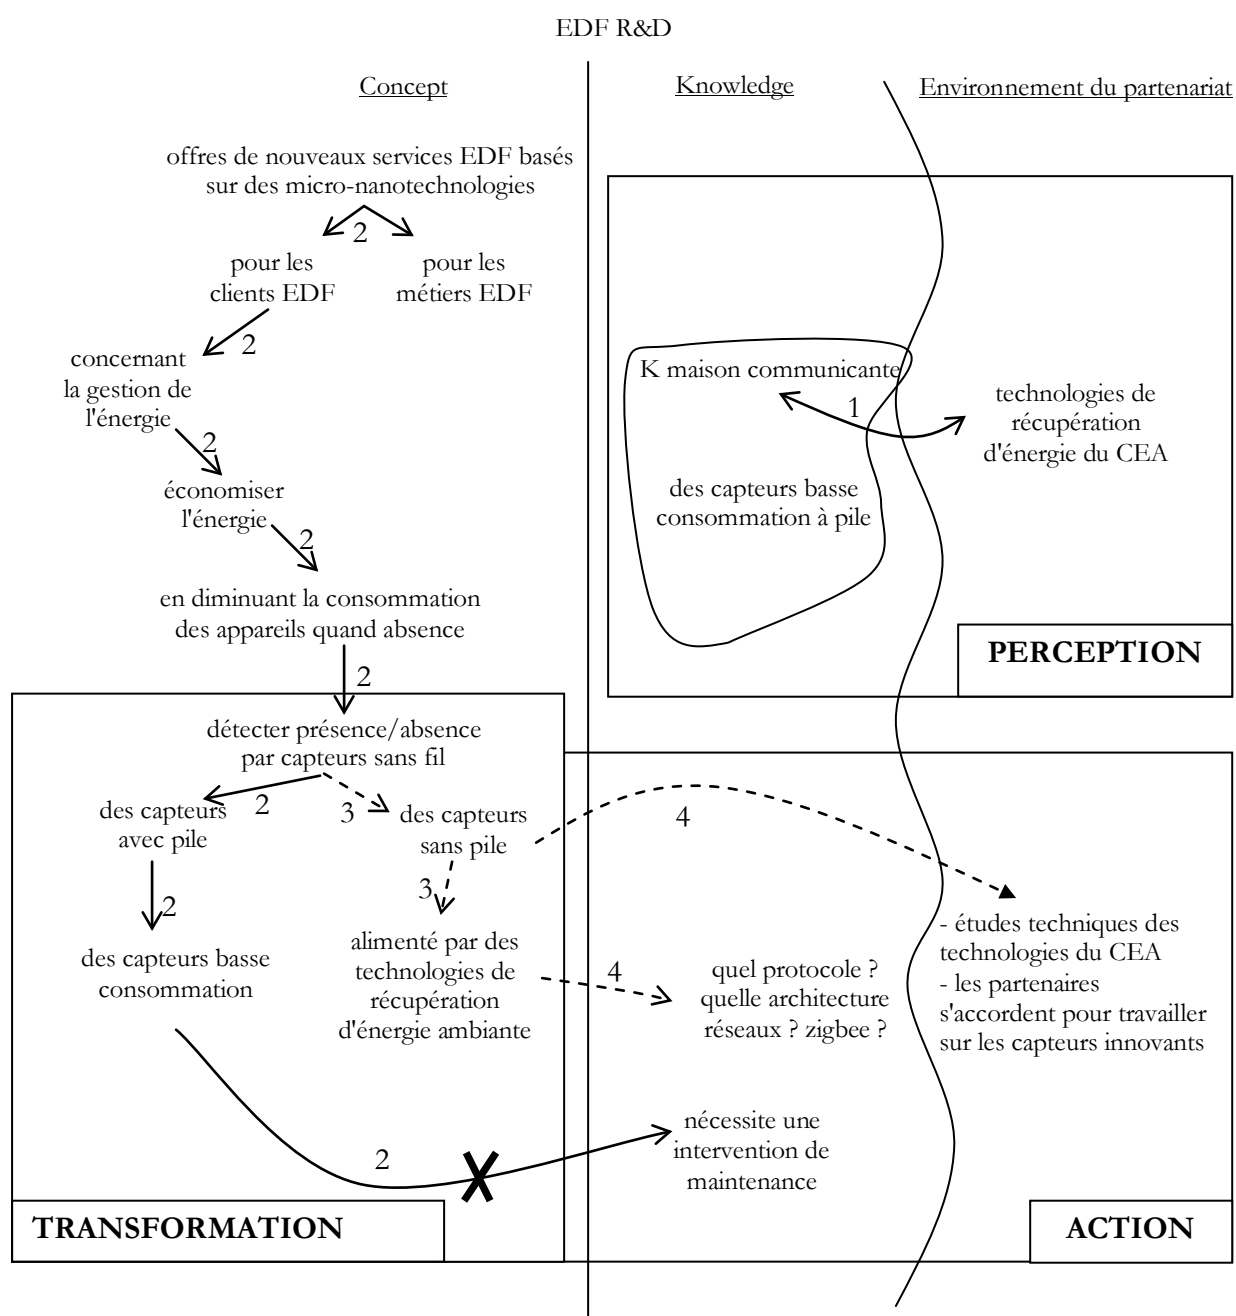 EDF R&D
Concept
Knowledge
Environnement du partenariat
offres de nouveaux services EDF basés
sur des micro-nanotechnologies
2
pour les
clients EDF
pour les
métiers EDF
2
concernant
la gestion de
l'énergie
2
économiser
l'énergie
2
en diminuant la consommation
des appareils quand absence
2
K maison communicante
1
technologies de
récupération
d'énergie du CEA
des capteurs basse
consommation à pile
PERCEPTION
détecter présence/absence
par capteurs sans fil
2
3
des capteurs
avec pile
des capteurs
sans pile
4
2
3
des capteurs basse
consommation
alimenté par des
technologies de
récupération
d'énergie ambiante
4
quel protocole ?
quelle architecture
réseaux ? zigbee ?
- études techniques des
technologies du CEA
- les partenaires
s'accordent pour travailler
sur les capteurs innovants
2
nécessite une
intervention de
maintenance
TRANSFORMATION
ACTION